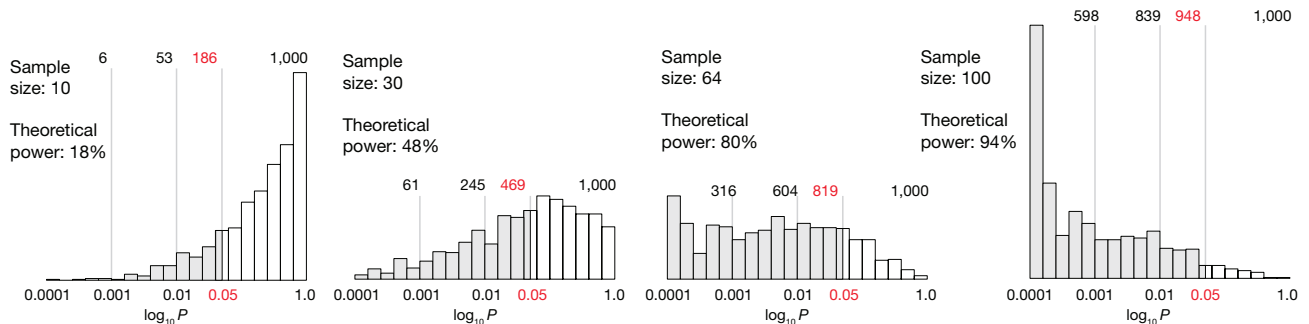 6 53 186 1,000
Sample
size: 10
Theoretical
power: 18%
0.0001 0.001 0.01 0.05 1.0
log10 P
Sample
size: 30
Theoretical
power: 48%
61 245 469 1,000
0.0001 0.001 0.01 0.05 1.0
log10 P
Sample
size: 64
Theoretical
power: 80%
316 604 819 1,000
0.0001 0.001 0.01 0.05 1.0
log10 P
598 839 948 1,000
Sample
size: 100
Theoretical
power: 94%
0.0001 0.001 0.01 0.05 1.0
log10 P